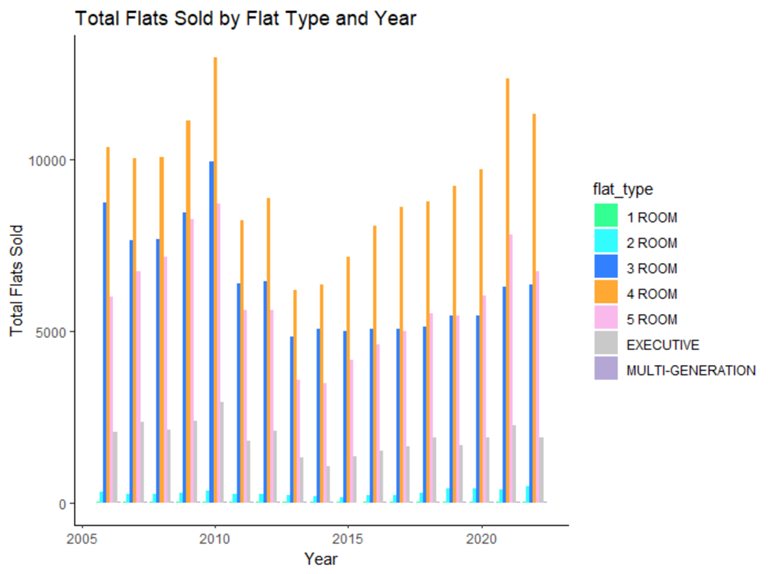 Total Flats Sold by Flat Type and Year
10000
5000
0
Total Flats Sold
2005
2010
2015
2020
Year
flat_type
1 ROOM
2 ROOM
3 ROOM
4 ROOM
5 ROOM
EXECUTIVE
MULTI-GENERATION